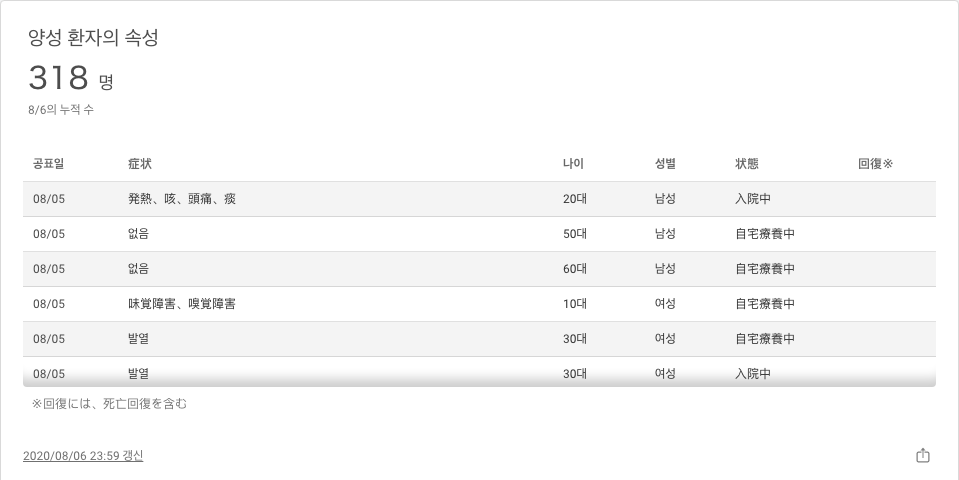 양성 환자의 속성
318 명
8/6의 누적 수
공표일 症状 나이 성별 状態 回復※
08/05 発熱、咳、頭痛、痰 20대 남성 入院中
08/05 없음 50대 남성 自宅療養中
08/05 없음 60대 남성 自宅療養中
08/05 味覚障害、嗅覚障害 10대 여성 自宅療養中
08/05 발열 30대 여성 自宅療養中
08/05 발열 30대 여성 入院中
※回復には、死亡回復を含む
2020/08/06 23:59 갱신